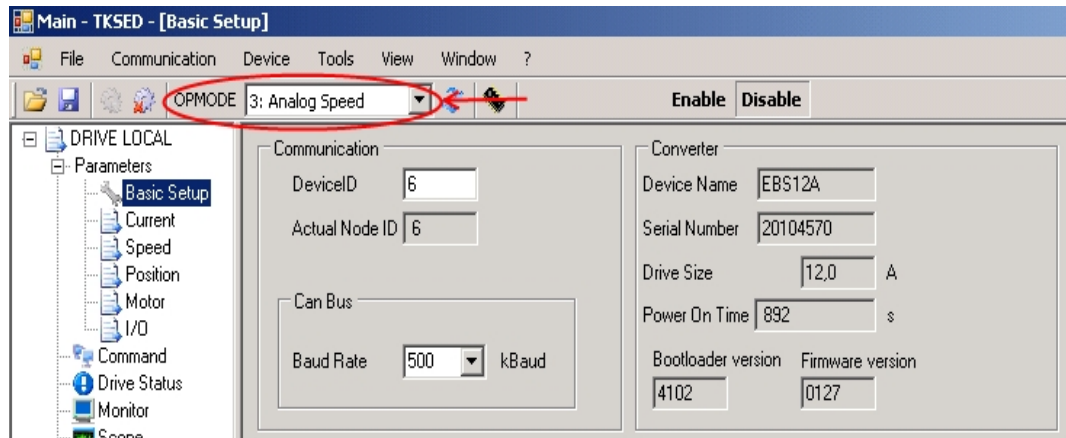 Main - TKSED - [Basic Setup]
File Communication Device Tools View Window ?
OPMODE 3: Analog Speed Enable Disable
DRIVE LOCAL
Parameters
Basic Setup
Current
Speed
Position
Motor
I/O
Command
Drive Status
Monitor
Scope
Communication
DeviceID 6
Actual Node ID 6
Can Bus
Baud Rate 500 kBaud
Converter
Device Name EBS12A
Serial Number 20104570
Drive Size 12,0 A
Power On Time 892 s
Bootloader version Firmware version
4102 0127